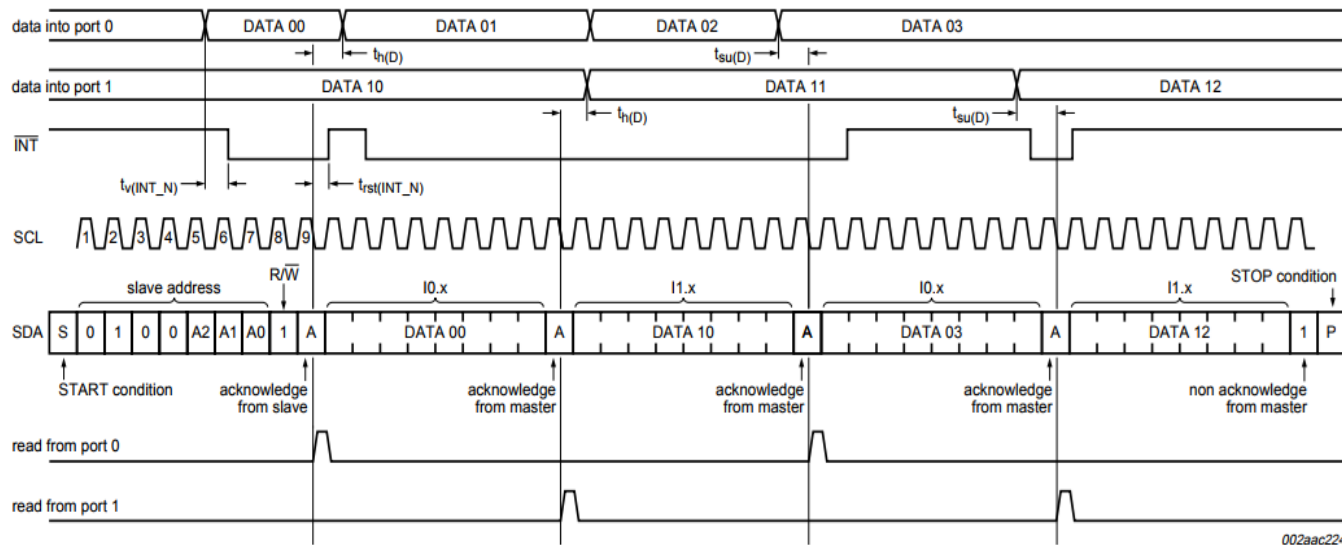 data into port 0 DATA 00 DATA 01 DATA 02 DATA 03
th(D) tsu(D)
data into port 1 DATA 10 DATA 11 DATA 12
th(D) tsu(D)
INT
tv(INT_N) trst(INT_N)
SCL 1 2 3 4 5 6 7 8 9
R/W
slave address I0.x I1.x I0.x I1.x STOP condition
SDA S 0 1 0 0 A2 A1 A0 1 A DATA 00 A DATA 10 A DATA 03 A DATA 12 1 P
START condition acknowledge acknowledge acknowledge acknowledge non acknowledge
from slave from master from master from master from master
read from port 0
read from port 1
002aac224